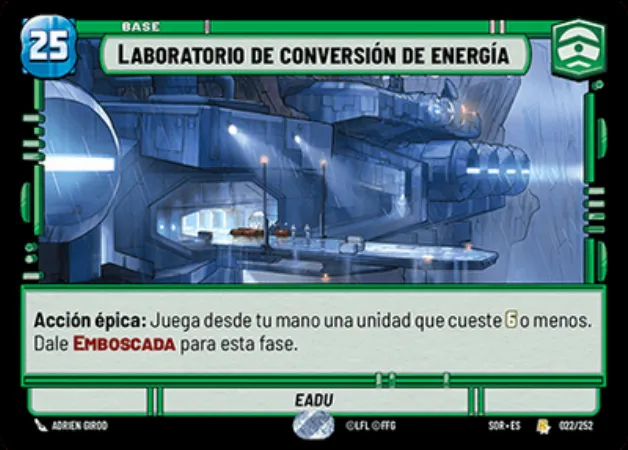 BASE
25
LABORATORIO DE CONVERSIÓN DE ENERGÍA
Acción épica: Juega desde tu mano una unidad que cueste 6 o menos.
Dale EMBOSCADA para esta fase.
EADU
ADRIEN GIROD
©LFL ©FFG
SOR•ES
022/252